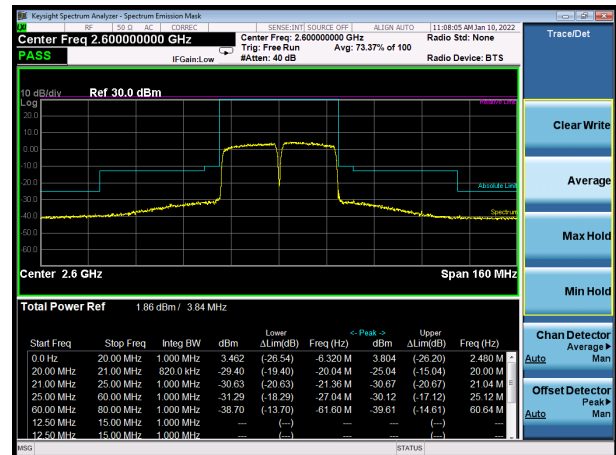 Keysight Spectrum Analyzer - Spectrum Emission Mask
RF 50 Ω AC CORREC SENSE:INT SOURCE OFF ALIGN AUTO 11:08:05 AM Jan 10, 2022
Center Freq 2.600000000 GHz
Center Freq: 2.600000000 GHz
Radio Std: None
Trig: Free Run Avg: 73.37% of 100
PASS
IFGain:Low
#Atten: 40 dB
Radio Device: BTS
10 dB/div Ref 30.0 dBm
Log
Relative Limit
20.0
10.0
0.00
-10.0
-20.0
Absolute Limit
-30.0
Spectrum
-40.0
-50.0
-60.0
Center 2.6 GHz
Span 160 MHz
Total Power Ref 1.86 dBm / 3.84 MHz
Lower <- Peak -> Upper
Start Freq Stop Freq Integ BW dBm ΔLim(dB) Freq (Hz) dBm ΔLim(dB) Freq (Hz)
0.0 Hz 20.00 MHz 1.000 MHz 3.462 (-26.54) -6.320 M 3.804 (-26.20) 2.480 M
20.00 MHz 21.00 MHz 820.0 kHz -29.40 (-19.40) -20.04 M -25.04 (-15.04) 20.00 M
21.00 MHz 25.00 MHz 1.000 MHz -30.63 (-20.63) -21.36 M -30.67 (-20.67) 21.04 M
25.00 MHz 60.00 MHz 1.000 MHz -31.29 (-18.29) -27.04 M -30.12 (-17.12) 25.12 M
60.00 MHz 80.00 MHz 1.000 MHz -38.70 (-13.70) -61.60 M -39.61 (-14.61) 60.64 M
12.50 MHz 15.00 MHz 1.000 MHz --- (---) --- --- (---) ---
12.50 MHz 15.00 MHz 1.000 MHz --- (---) --- --- (---) ---
MSG
STATUS
Trace/Det
Clear Write
Average
Max Hold
Min Hold
Chan Detector
Average▶
Auto Man
Offset Detector
Peak▶
Auto Man